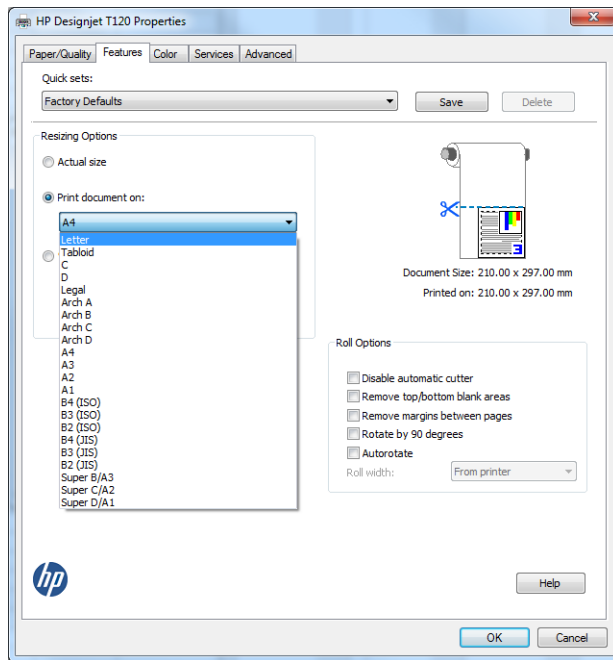 HP Designjet T120 Properties
Paper/Quality Features Color Services Advanced
Quick sets:
Factory Defaults
Save
Delete
Resizing Options
Actual size
Print document on:
A4
Letter
Tabloid
C
D
Legal
Arch A
Arch B
Arch C
Arch D
A4
A3
A2
A1
B4 (ISO)
B3 (ISO)
B2 (ISO)
B4 (JIS)
B3 (JIS)
B2 (JIS)
Super B/A3
Super C/A2
Super D/A1
3
Document Size: 210.00 x 297.00 mm
Printed on: 210.00 x 297.00 mm
Roll Options
Disable automatic cutter
Remove top/bottom blank areas
Remove margins between pages
Rotate by 90 degrees
Autorotate
Roll width: From printer
hp
Help
OK
Cancel